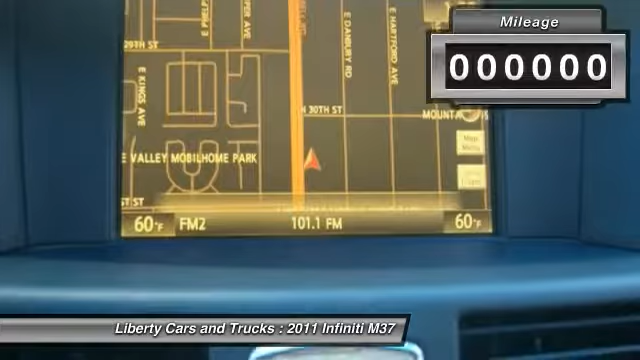 Mileage
000000
29TH ST
E PHELPS
E DANBURY RD
E HARTFORD AVE
E KINGS AVE
N 30TH ST
E VALLEY MOBILHOME PARK
Map
Menu
60°F
FM2
101.1 FM
60°F
Liberty Cars and Trucks : 2011 Infiniti M37